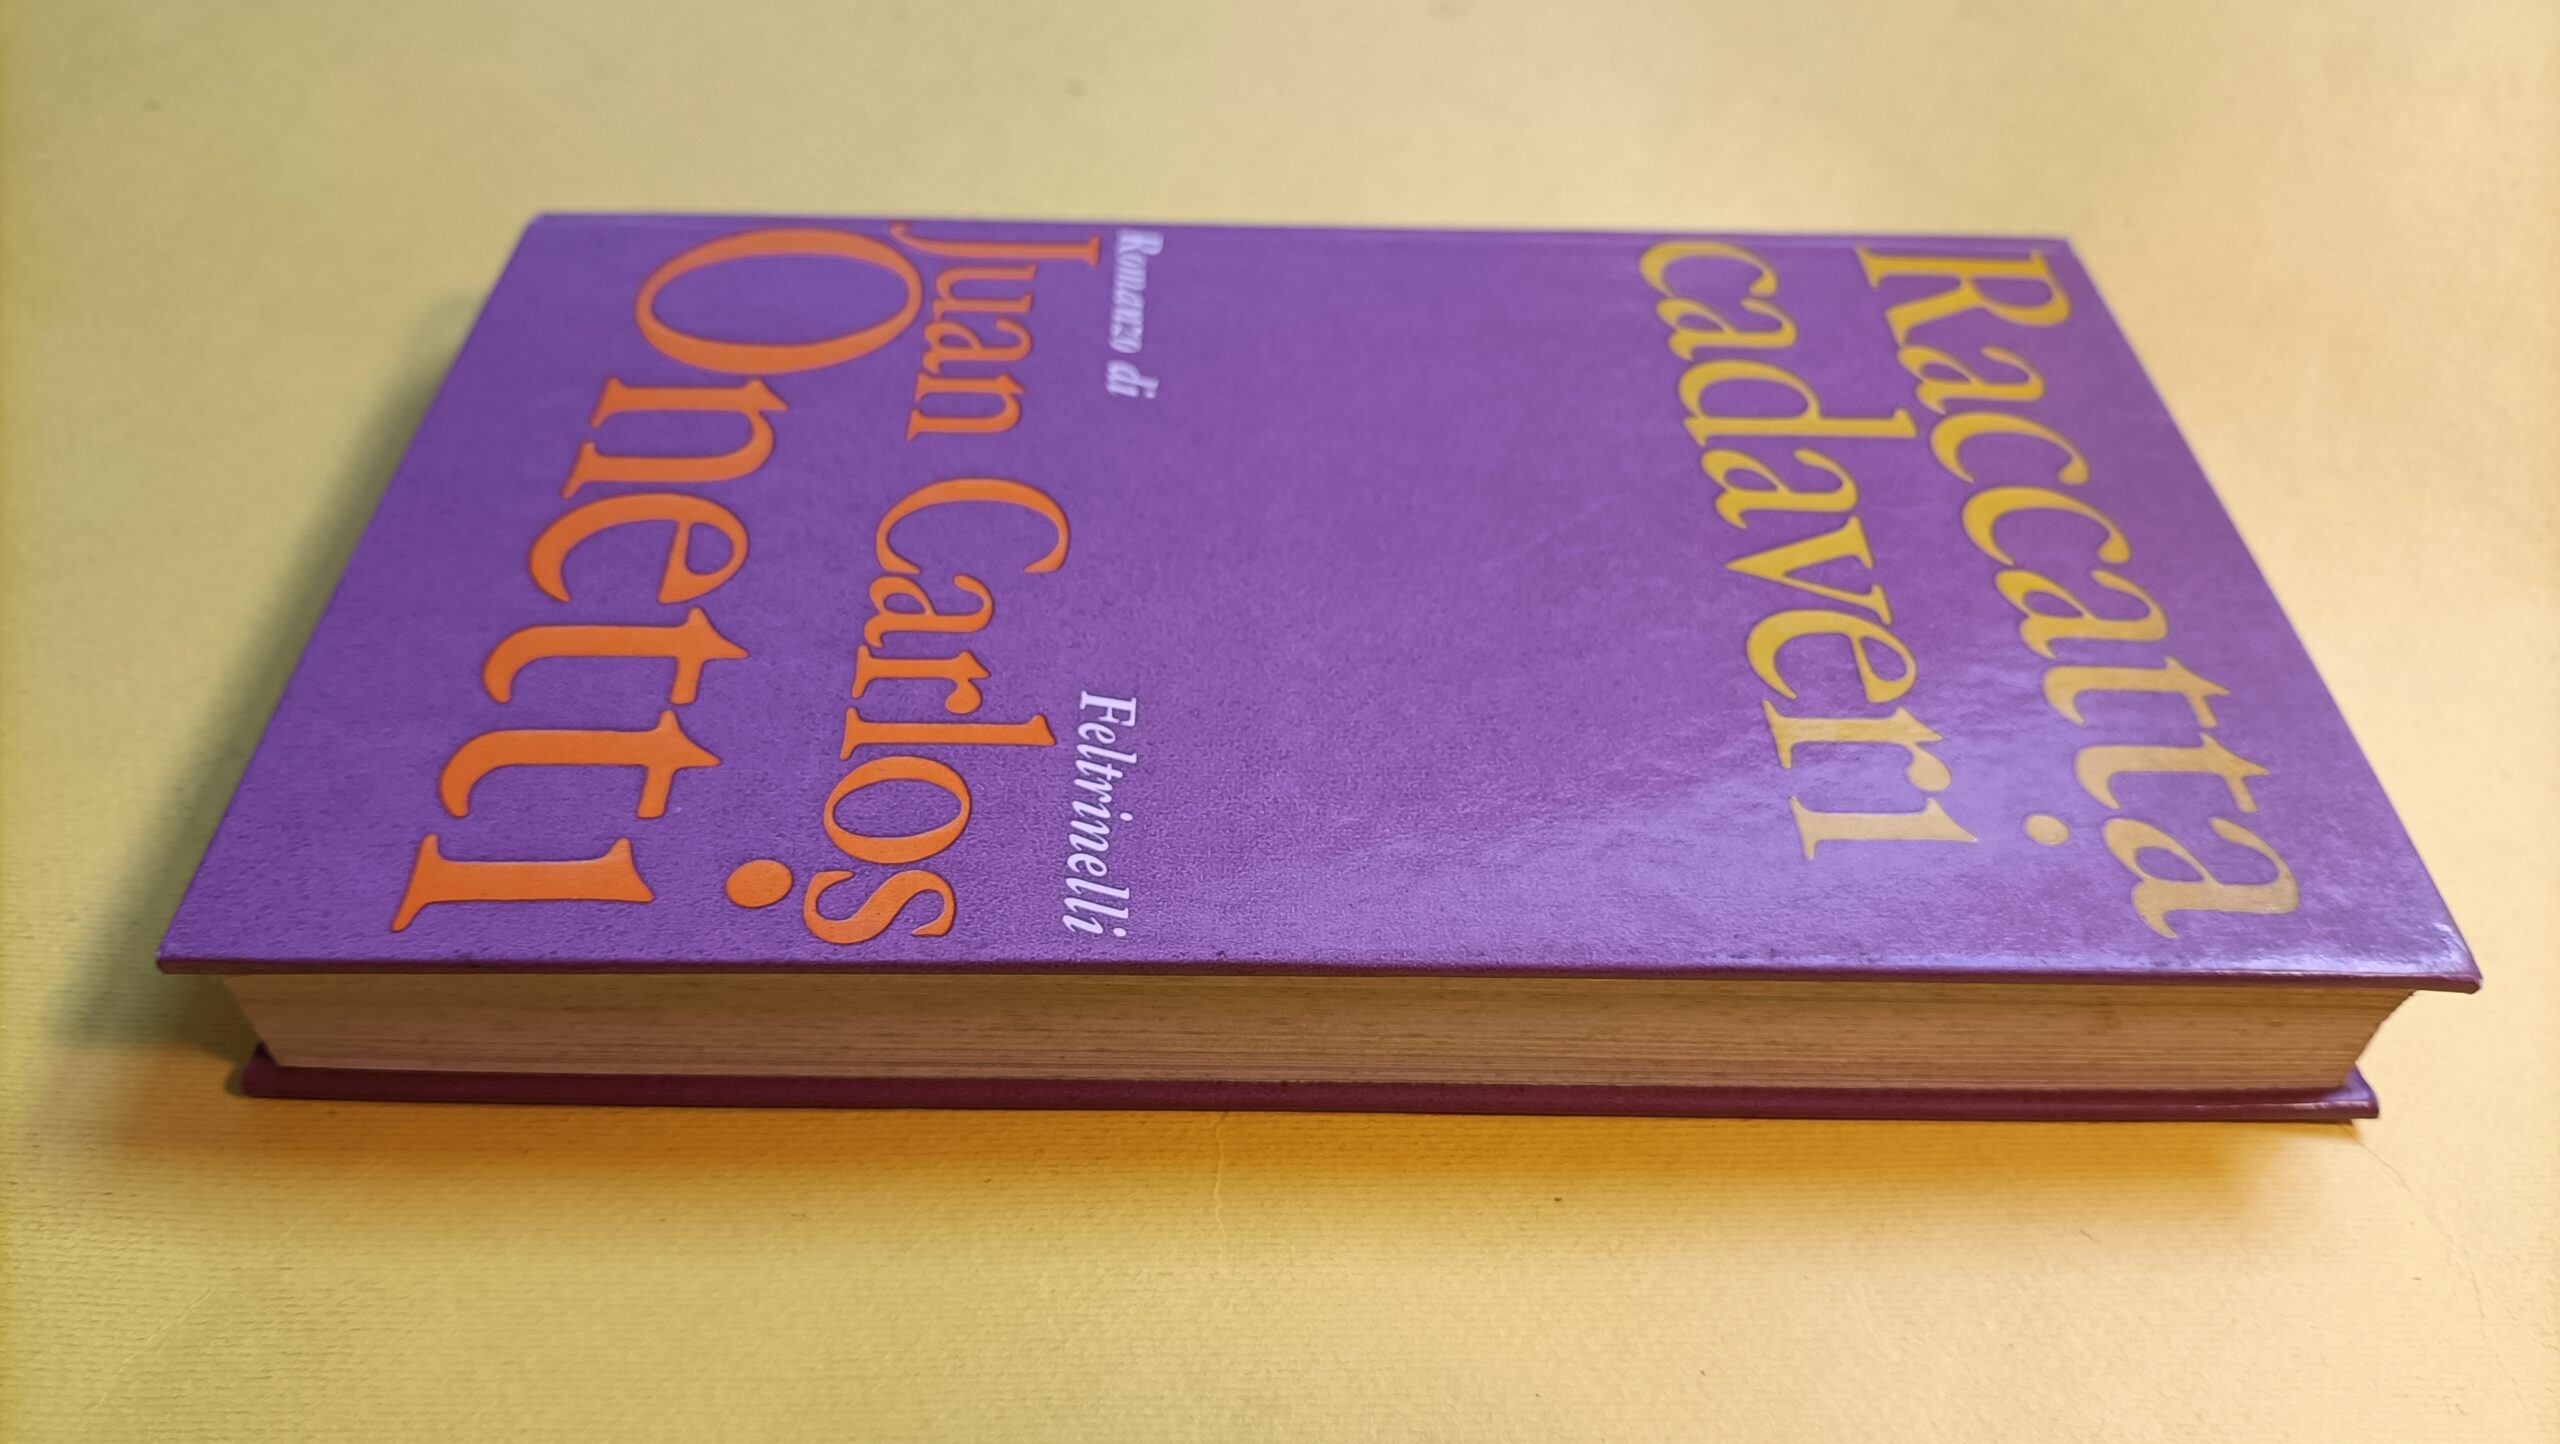 Raccatta
cadaveri
Romanzo di
Feltrinelli
Juan Carlos
Onetti